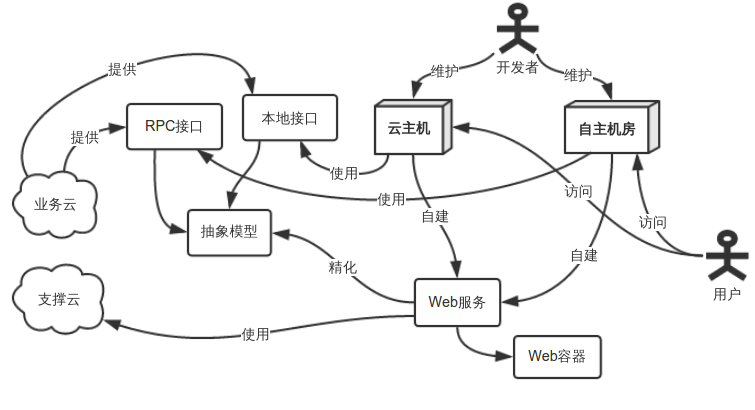 提供
维护
开发者
维护
提供
RPC接口
本地接口
云主机
自主机房
使用
使用
访问
访问
业务云
自建
抽象模型
自建
精化
用户
支撑云
Web服务
使用
Web容器